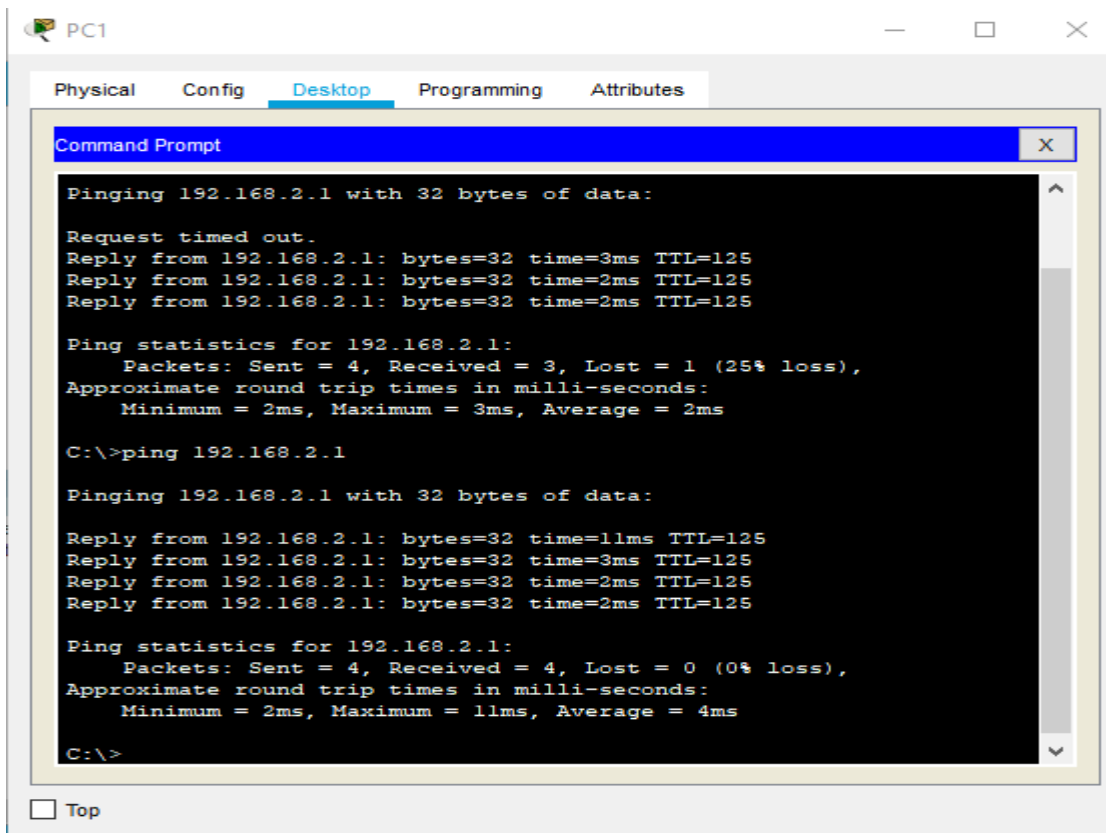 PC1
Physical Config Desktop Programming Attributes
Command Prompt X
Pinging 192.168.2.1 with 32 bytes of data:
Request timed out.
Reply from 192.168.2.1: bytes=32 time=3ms TTL=125
Reply from 192.168.2.1: bytes=32 time=2ms TTL=125
Reply from 192.168.2.1: bytes=32 time=2ms TTL=125
Ping statistics for 192.168.2.1:
Packets: Sent = 4, Received = 3, Lost = 1 (25% loss),
Approximate round trip times in milli-seconds:
Minimum = 2ms, Maximum = 3ms, Average = 2ms
C:\>ping 192.168.2.1
Pinging 192.168.2.1 with 32 bytes of data:
Reply from 192.168.2.1: bytes=32 time=11ms TTL=125
Reply from 192.168.2.1: bytes=32 time=3ms TTL=125
Reply from 192.168.2.1: bytes=32 time=2ms TTL=125
Reply from 192.168.2.1: bytes=32 time=2ms TTL=125
Ping statistics for 192.168.2.1:
Packets: Sent = 4, Received = 4, Lost = 0 (0% loss),
Approximate round trip times in milli-seconds:
Minimum = 2ms, Maximum = 11ms, Average = 4ms
C:\>
Top